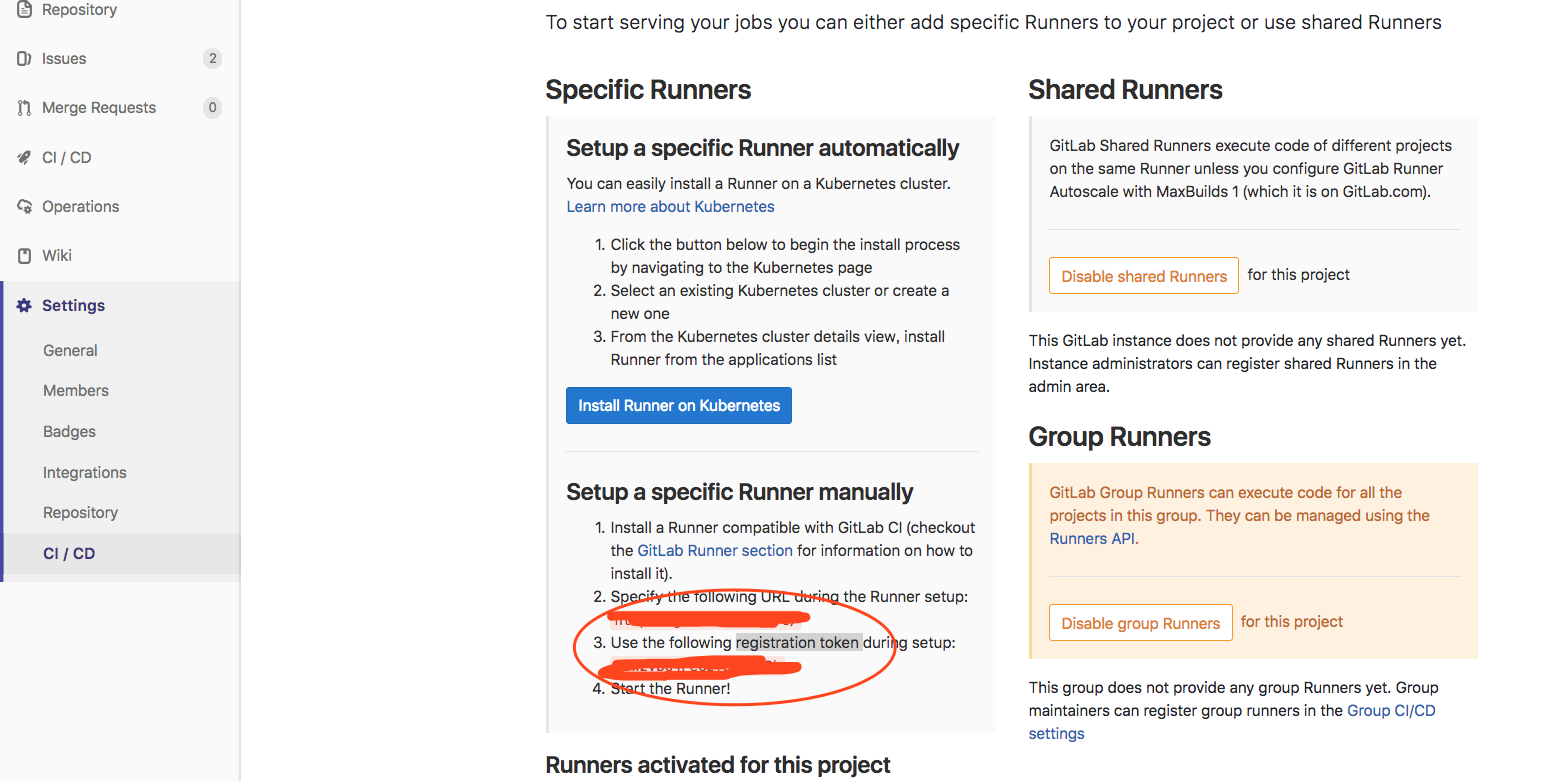 Repository
Issues 2
Merge Requests 0
CI / CD
Operations
Wiki
Settings
General
Members
Badges
Integrations
Repository
CI / CD
To start serving your jobs you can either add specific Runners to your project or use shared Runners
Specific Runners
Setup a specific Runner automatically
You can easily install a Runner on a Kubernetes cluster.
Learn more about Kubernetes
1. Click the button below to begin the install process
by navigating to the Kubernetes page
2. Select an existing Kubernetes cluster or create a
new one
3. From the Kubernetes cluster details view, install
Runner from the applications list
Install Runner on Kubernetes
Setup a specific Runner manually
1. Install a Runner compatible with GitLab CI (checkout
the GitLab Runner section for information on how to
install it).
2. Specify the following URL during the Runner setup:
3. Use the following registration token during setup:
4. Start the Runner!
Runners activated for this project
Shared Runners
GitLab Shared Runners execute code of different projects
on the same Runner unless you configure GitLab Runner
Autoscale with MaxBuilds 1 (which it is on GitLab.com).
Disable shared Runners for this project
This GitLab instance does not provide any shared Runners yet.
Instance administrators can register shared Runners in the
admin area.
Group Runners
GitLab Group Runners can execute code for all the
projects in this group. They can be managed using the
Runners API.
Disable group Runners for this project
This group does not provide any group Runners yet. Group
maintainers can register group runners in the Group CI/CD
settings